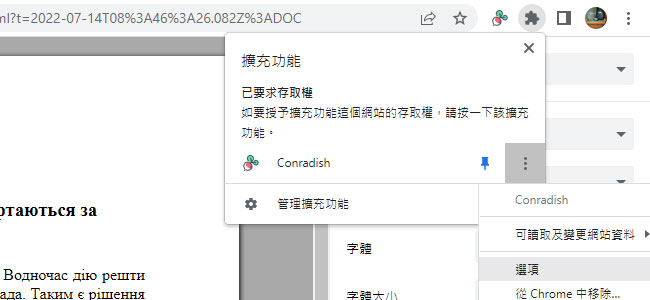 ml?t=2022-07-14T08%3A46%3A26.082Z%3ADOC
擴充功能
已要求存取權
如要授予擴充功能這個網站的存取權，請按一下該擴充
功能。
Conradish
管理擴充功能
Conradish
可讀取及變更網站資料
選項
從 Chrome 中移除...
ртаються за
Водночас дію решти
ада. Таким є рішення
字體
字體大小